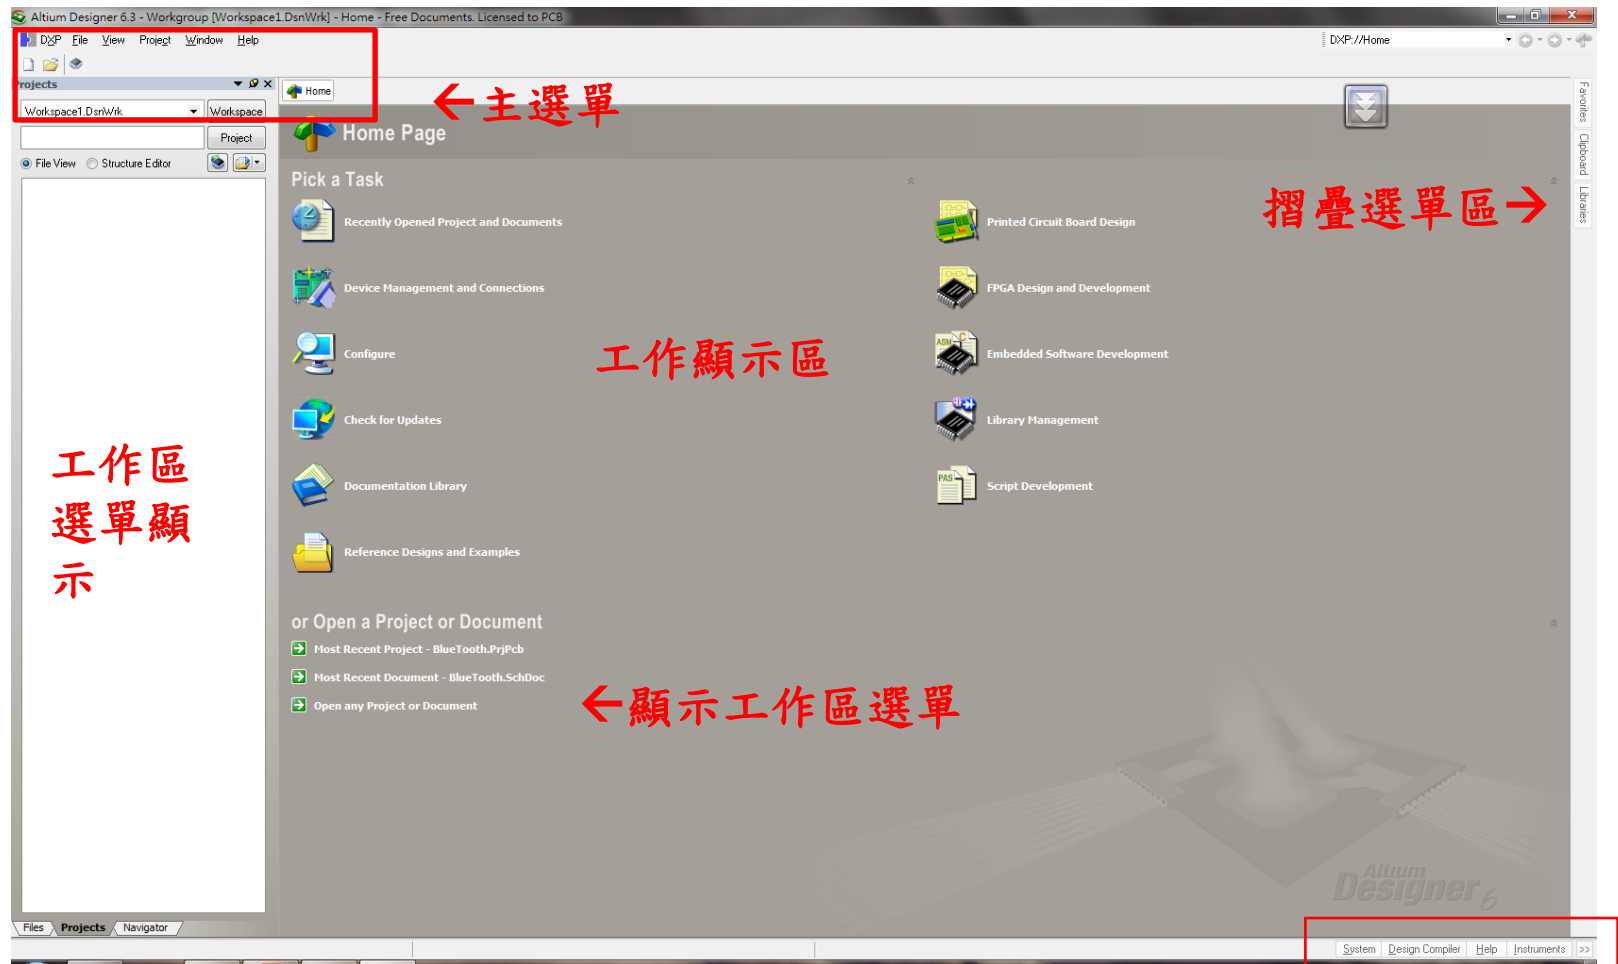 Altium Designer 6.3 - Workgroup [Workspace1.DsnWrk] - Home - Free Documents. Licensed to PCB
DXP File View Project Window Help
DXP://Home
Projects
Home
←主選單
Workspace1.DsnWrk Workspace
Project
File View Structure Editor
Home Page
Favorites
Clipboard
Libraries
Pick a Task
摺疊選單區→
Recently Opened Project and Documents
Printed Circuit Board Design
Device Management and Connections
FPGA Design and Development
Configure
工作顯示區
ASM C
Embedded Software Development
Check for Updates
Library Management
工作區
選單顯
示
Documentation Library
PAS
Script Development
Reference Designs and Examples
or Open a Project or Document
Most Recent Project - BlueTooth.PrjPcb
Most Recent Document - BlueTooth.SchDoc
Open any Project or Document
←顯示工作區選單
Altium
Designer 6
Files Projects Navigator
System Design Compiler Help Instruments >>